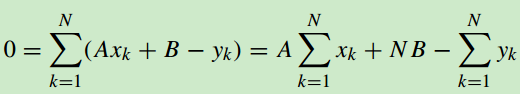 0 = \sum_{k=1}^{N} (Ax_k + B - y_k) = A \sum_{k=1}^{N} x_k + NB - \sum_{k=1}^{N} y_k